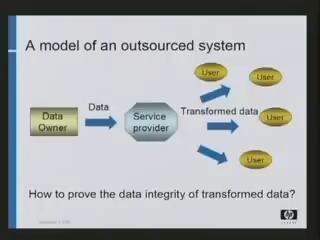 A model of an outsourced system
User
User
Data
Transformed data
Data
Owner
Service
provider
User
User
How to prove the data integrity of transformed data?
hp